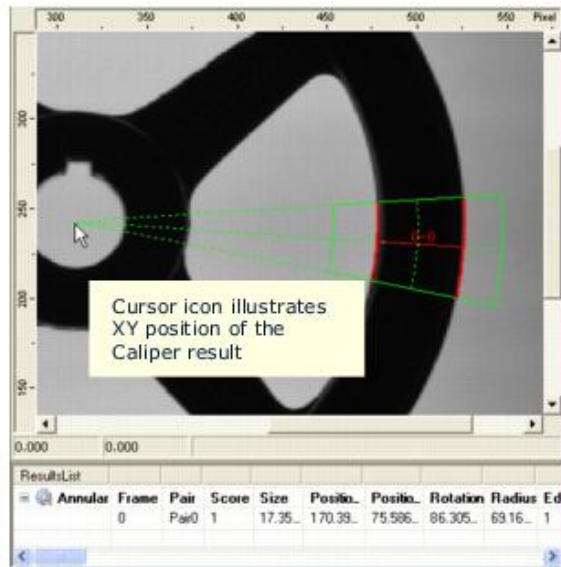 300 350 400 450 500 550 Pixel
300
250
200
150
0-0
Cursor icon illustrates
XY position of the
Caliper result
0.000 0.000
ResultsList
Annular Frame Pair Score Size Positio... Positio... Rotation Radius Ed
0 Pair0 1 17.35... 170.39... 75.586... 86.305... 69.16... 1